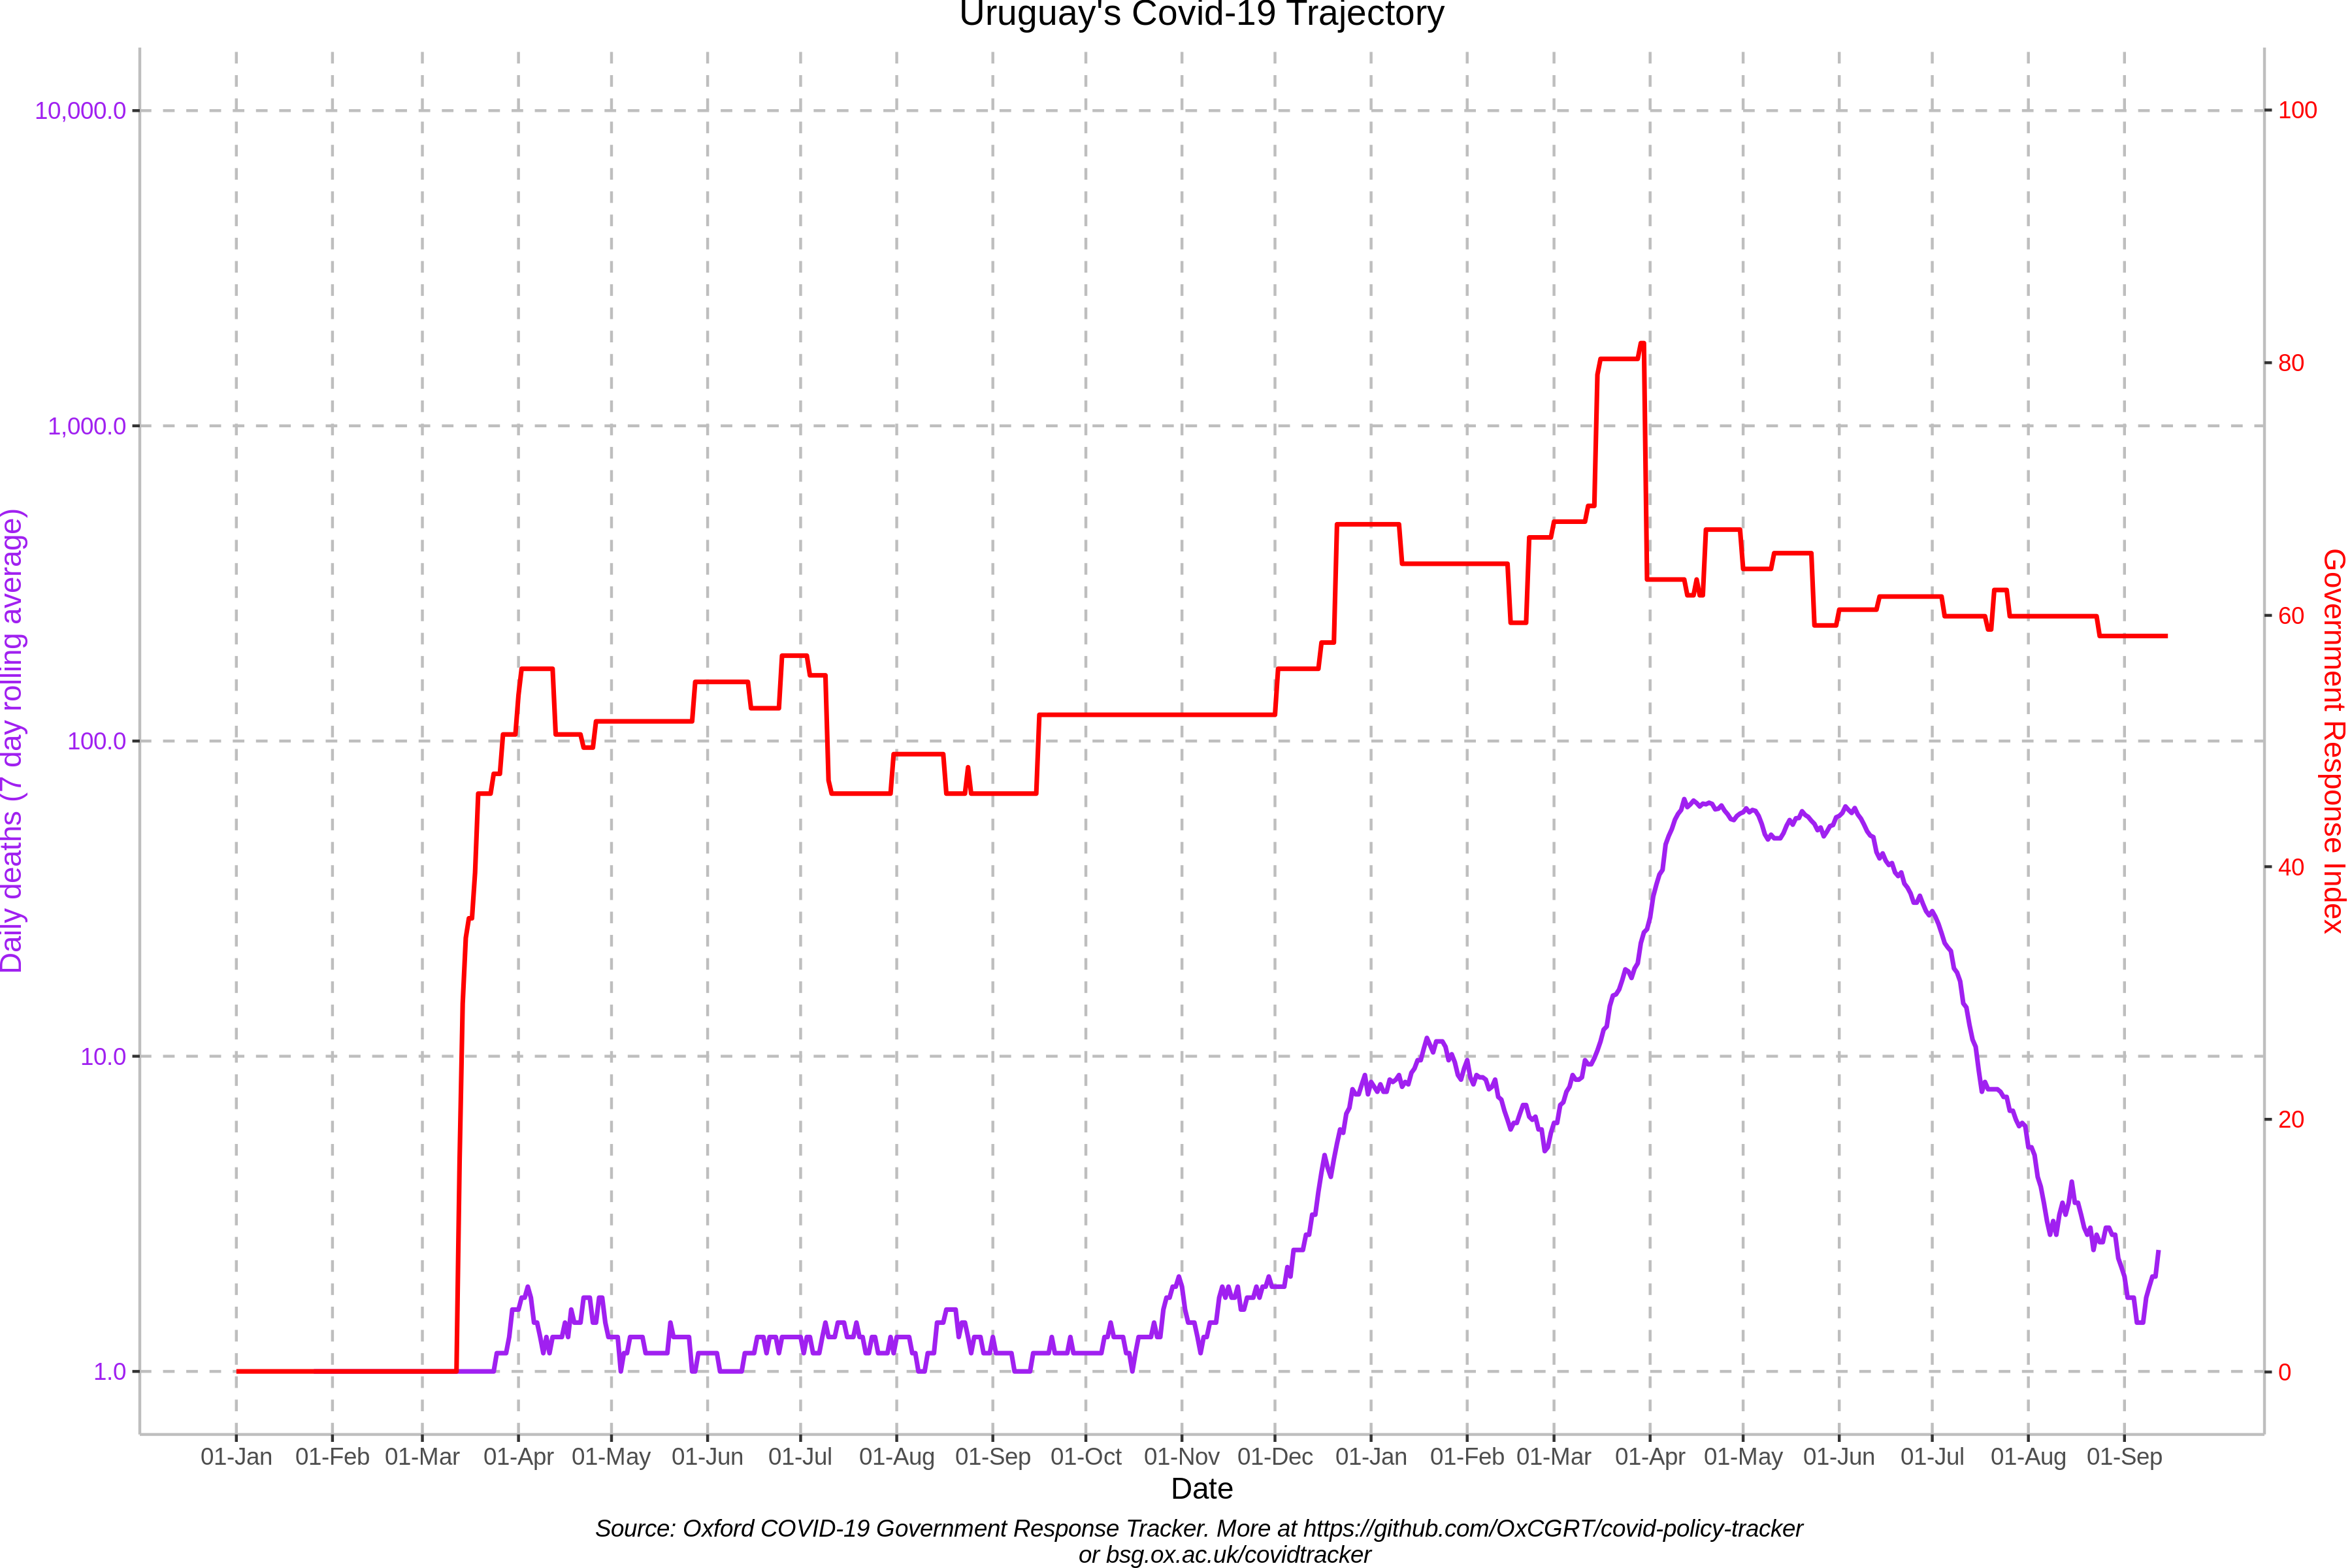 Uruguay's Covid-19 Trajectory
10,000.0
1,000.0
100.0
10.0
1.0
Daily deaths (7 day rolling average)
100
80
60
40
20
0
Government Response Index
01-Jan 01-Feb 01-Mar 01-Apr 01-May 01-Jun 01-Jul 01-Aug 01-Sep 01-Oct 01-Nov 01-Dec 01-Jan 01-Feb 01-Mar 01-Apr 01-May 01-Jun 01-Jul 01-Aug 01-Sep
Date
Source: Oxford COVID-19 Government Response Tracker. More at https://github.com/OxCGRT/covid-policy-tracker
or bsg.ox.ac.uk/covidtracker